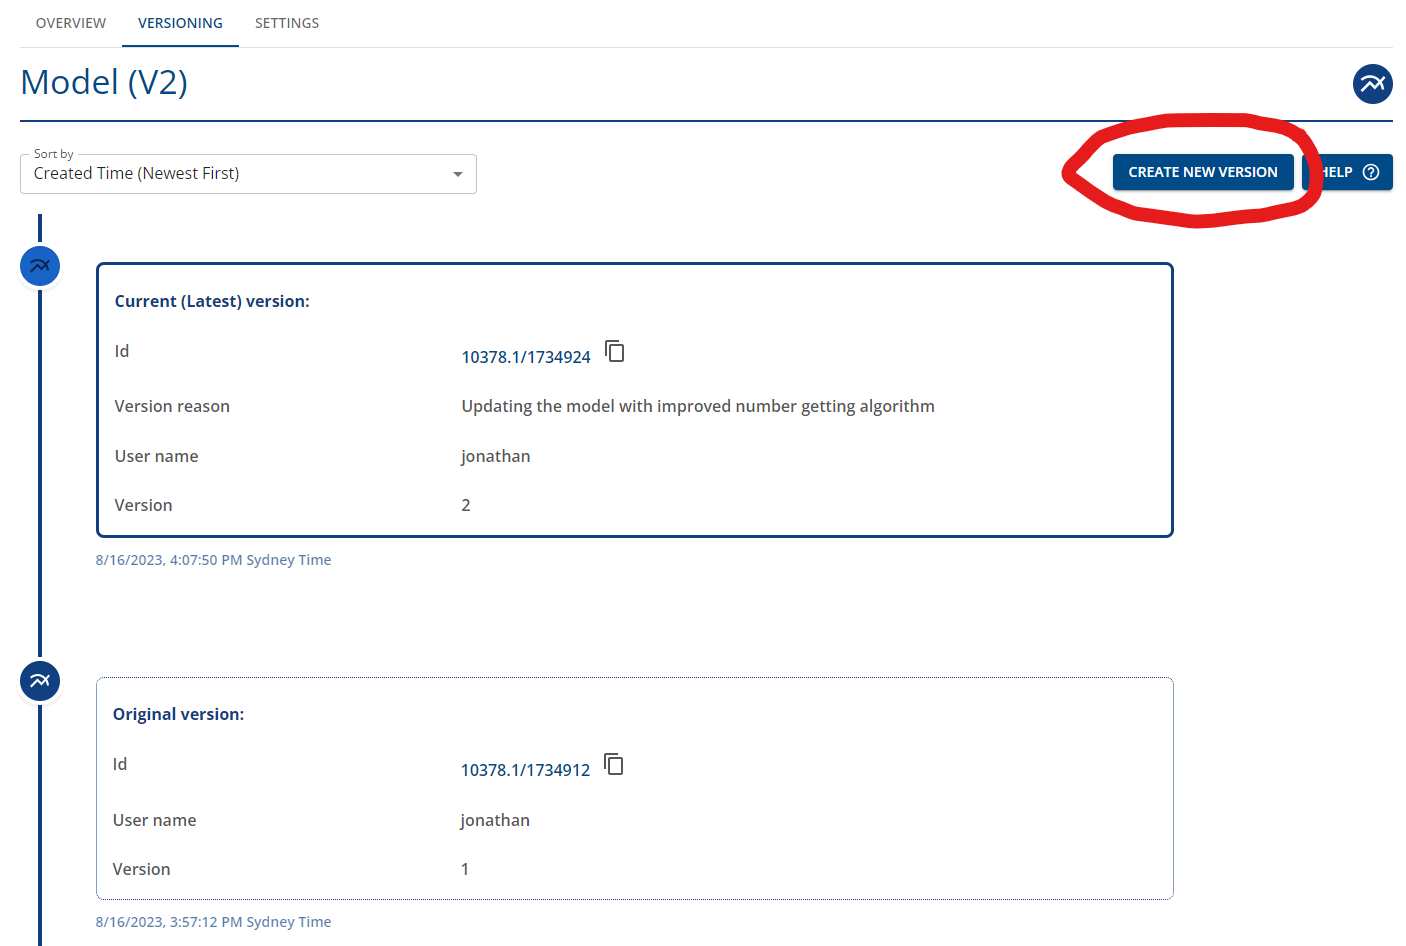 OVERVIEW VERSIONING SETTINGS
Model (V2)
Sort by
Created Time (Newest First)
CREATE NEW VERSION HELP
Current (Latest) version:
Id 10378.1/1734924
Version reason Updating the model with improved number getting algorithm
User name jonathan
Version 2
8/16/2023, 4:07:50 PM Sydney Time
Original version:
Id 10378.1/1734912
User name jonathan
Version 1
8/16/2023, 3:57:12 PM Sydney Time